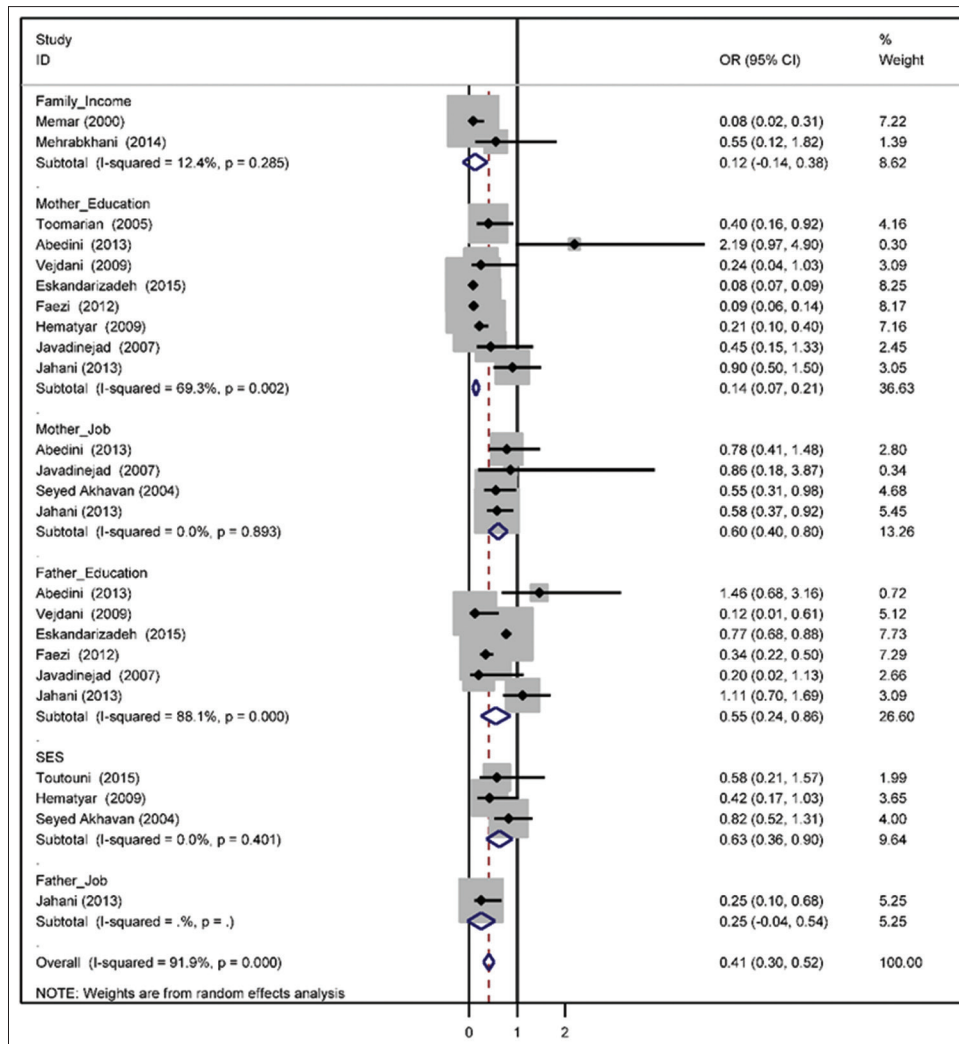 Study %
ID OR (95% CI) Weight
Family_Income
Memar (2000) 0.08 (0.02, 0.31) 7.22
Mehrabkhani (2014) 0.55 (0.12, 1.82) 1.39
Subtotal (I-squared = 12.4%, p = 0.285) 0.12 (-0.14, 0.38) 8.62
.
Mother_Education
Toomarian (2005) 0.40 (0.16, 0.92) 4.16
Abedini (2013) 2.19 (0.97, 4.90) 0.30
Vejdani (2009) 0.24 (0.04, 1.03) 3.09
Eskandarizadeh (2015) 0.08 (0.07, 0.09) 8.25
Faezi (2012) 0.09 (0.06, 0.14) 8.17
Hematyar (2009) 0.21 (0.10, 0.40) 7.16
Javadinejad (2007) 0.45 (0.15, 1.33) 2.45
Jahani (2013) 0.90 (0.50, 1.50) 3.05
Subtotal (I-squared = 69.3%, p = 0.002) 0.14 (0.07, 0.21) 36.63
.
Mother_Job
Abedini (2013) 0.78 (0.41, 1.48) 2.80
Javadinejad (2007) 0.86 (0.18, 3.87) 0.34
Seyed Akhavan (2004) 0.55 (0.31, 0.98) 4.68
Jahani (2013) 0.58 (0.37, 0.92) 5.45
Subtotal (I-squared = 0.0%, p = 0.893) 0.60 (0.40, 0.80) 13.26
.
Father_Education
Abedini (2013) 1.46 (0.68, 3.16) 0.72
Vejdani (2009) 0.12 (0.01, 0.61) 5.12
Eskandarizadeh (2015) 0.77 (0.68, 0.88) 7.73
Faezi (2012) 0.34 (0.22, 0.50) 7.29
Javadinejad (2007) 0.20 (0.02, 1.13) 2.66
Jahani (2013) 1.11 (0.70, 1.69) 3.09
Subtotal (I-squared = 88.1%, p = 0.000) 0.55 (0.24, 0.86) 26.60
.
SES
Toutouni (2015) 0.58 (0.21, 1.57) 1.99
Hematyar (2009) 0.42 (0.17, 1.03) 3.65
Seyed Akhavan (2004) 0.82 (0.52, 1.31) 4.00
Subtotal (I-squared = 0.0%, p = 0.401) 0.63 (0.36, 0.90) 9.64
.
Father_Job
Jahani (2013) 0.25 (0.10, 0.68) 5.25
Subtotal (I-squared = .%, p = .) 0.25 (-0.04, 0.54) 5.25
.
Overall (I-squared = 91.9%, p = 0.000) 0.41 (0.30, 0.52) 100.00
NOTE: Weights are from random effects analysis
0 1 2